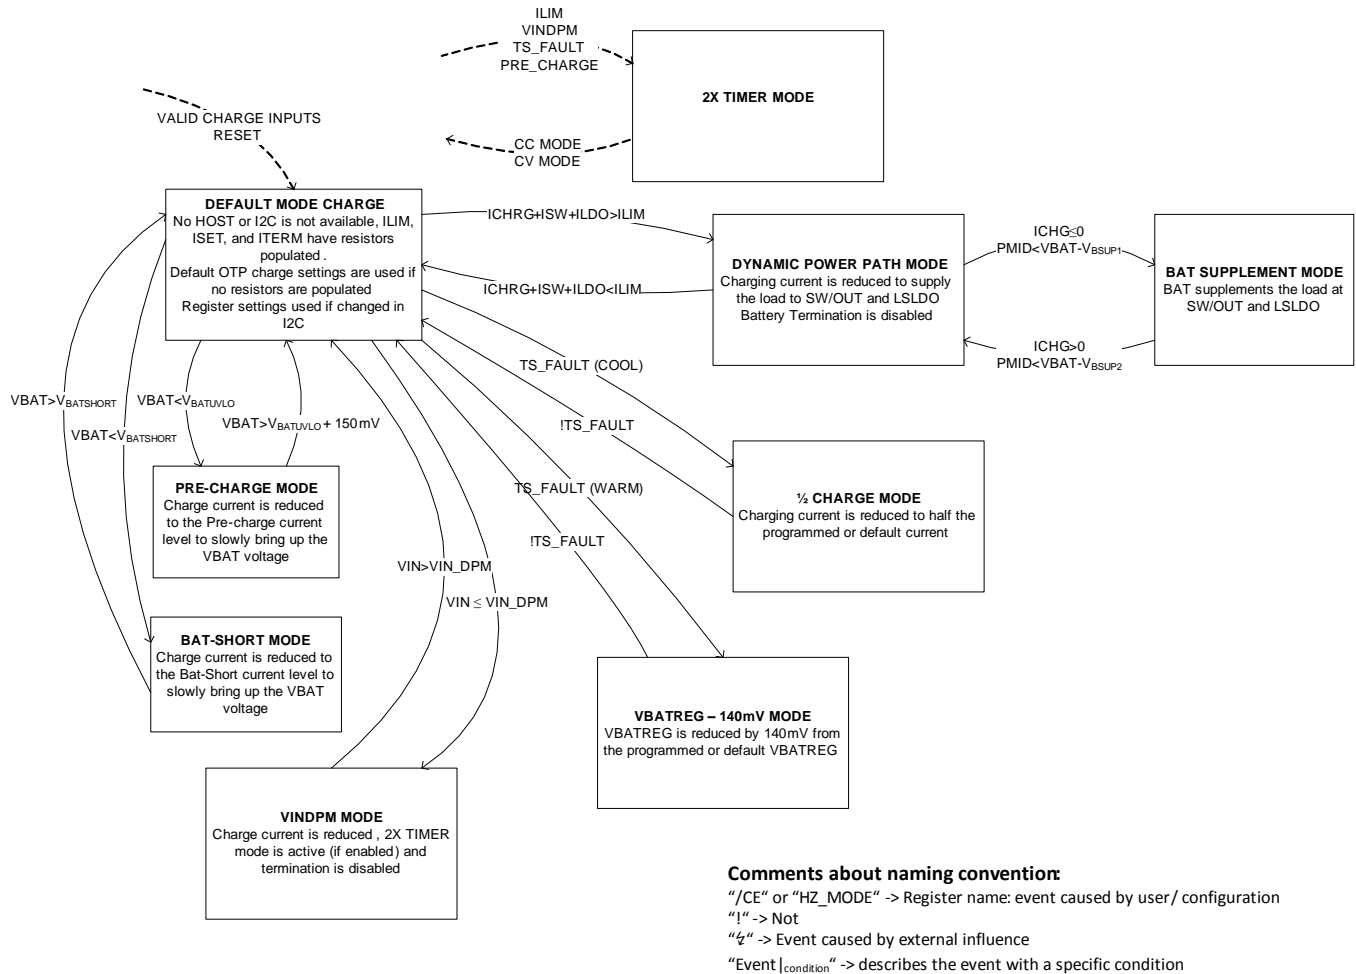 ILIM
VINDPM
TS_FAULT
PRE_CHARGE
2X TIMER MODE
VALID CHARGE INPUTS
RESET
CC MODE
CV MODE
DEFAULT MODE CHARGE
No HOST or I2C is not available, ILIM,
ISET, and ITERM have resistors
populated .
Default OTP charge settings are used if
no resistors are populated
Register settings used if changed in
I2C
ICHRG+ISW+ILDO>ILIM
ICHRG+ISW+ILDO<ILIM
DYNAMIC POWER PATH MODE
Charging current is reduced to supply
the load to SW/OUT and LSLDO
Battery Termination is disabled
ICHG≤0
PMID<VBAT-VBSUP1
ICHG>0
PMID<VBAT-VBSUP2
BAT SUPPLEMENT MODE
BAT supplements the load at
SW/OUT and LSLDO
VBAT>VBATSHORT
VBAT<VBATSHORT
VBAT<VBATUVLO
VBAT>VBATUVLO + 150mV
TS_FAULT (COOL)
!TS_FAULT
TS_FAULT (WARM)
!TS_FAULT
PRE-CHARGE MODE
Charge current is reduced
to the Pre-charge current
level to slowly bring up the
VBAT voltage
½ CHARGE MODE
Charging current is reduced to half the
programmed or default current
VIN>VIN_DPM
VIN ≤ VIN_DPM
BAT-SHORT MODE
Charge current is reduced to
the Bat-Short current level to
slowly bring up the VBAT
voltage
VBATREG – 140mV MODE
VBATREG is reduced by 140mV from
the programmed or default VBATREG
VINDPM MODE
Charge current is reduced , 2X TIMER
mode is active (if enabled) and
termination is disabled
Comments about naming convention:
“/CE“ or “HZ_MODE“ -> Register name: event caused by user/ configuration
“!“ -> Not
“↯“ -> Event caused by external influence
“Event|condition“ -> describes the event with a specific condition